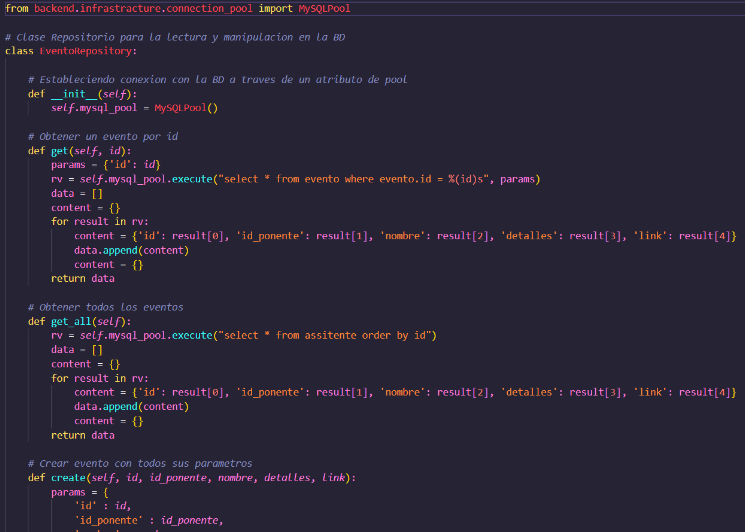 from backend.infrastructure.connection_pool import MySQLPool
# Clase Repositorio para la lectura y manipulacion en la BD
class EventoRepository:
# Estableciendo conexion con la BD a traves de un atributo de pool
def __init__(self):
self.mysql_pool = MySQLPool()
# Obtener un evento por id
def get(self, id):
params = {'id': id}
rv = self.mysql_pool.execute("select * from evento where evento.id = %(id)s", params)
data = []
content = {}
for result in rv:
content = {'id': result[0], 'id_ponente': result[1], 'nombre': result[2], 'detalles': result[3], 'link': result[4]}
data.append(content)
content = {}
return data
# Obtener todos los eventos
def get_all(self):
rv = self.mysql_pool.execute("select * from assitente order by id")
data = []
content = {}
for result in rv:
content = {'id': result[0], 'id_ponente': result[1], 'nombre': result[2], 'detalles': result[3], 'link': result[4]}
data.append(content)
content = {}
return data
# Crear evento con todos sus parametros
def create(self, id, id_ponente, nombre, detalles, link):
params = {
'id' : id,
'id_ponente' : id_ponente,